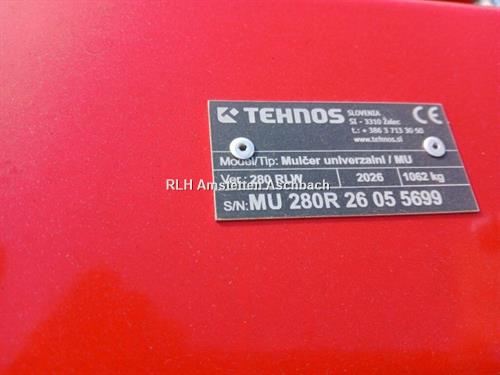 TEHNOS
SLOVENIA
SI - 3310 Žalec
t.: + 386 3 713 30 50
www.tehnos.si
CE
Model/Tip: Mulčer univerzalni / MU
Ver.: 280 RLW 2026 1062 kg
RLH Amstetten Aschbach
S/N: MU 280R 26 05 5699